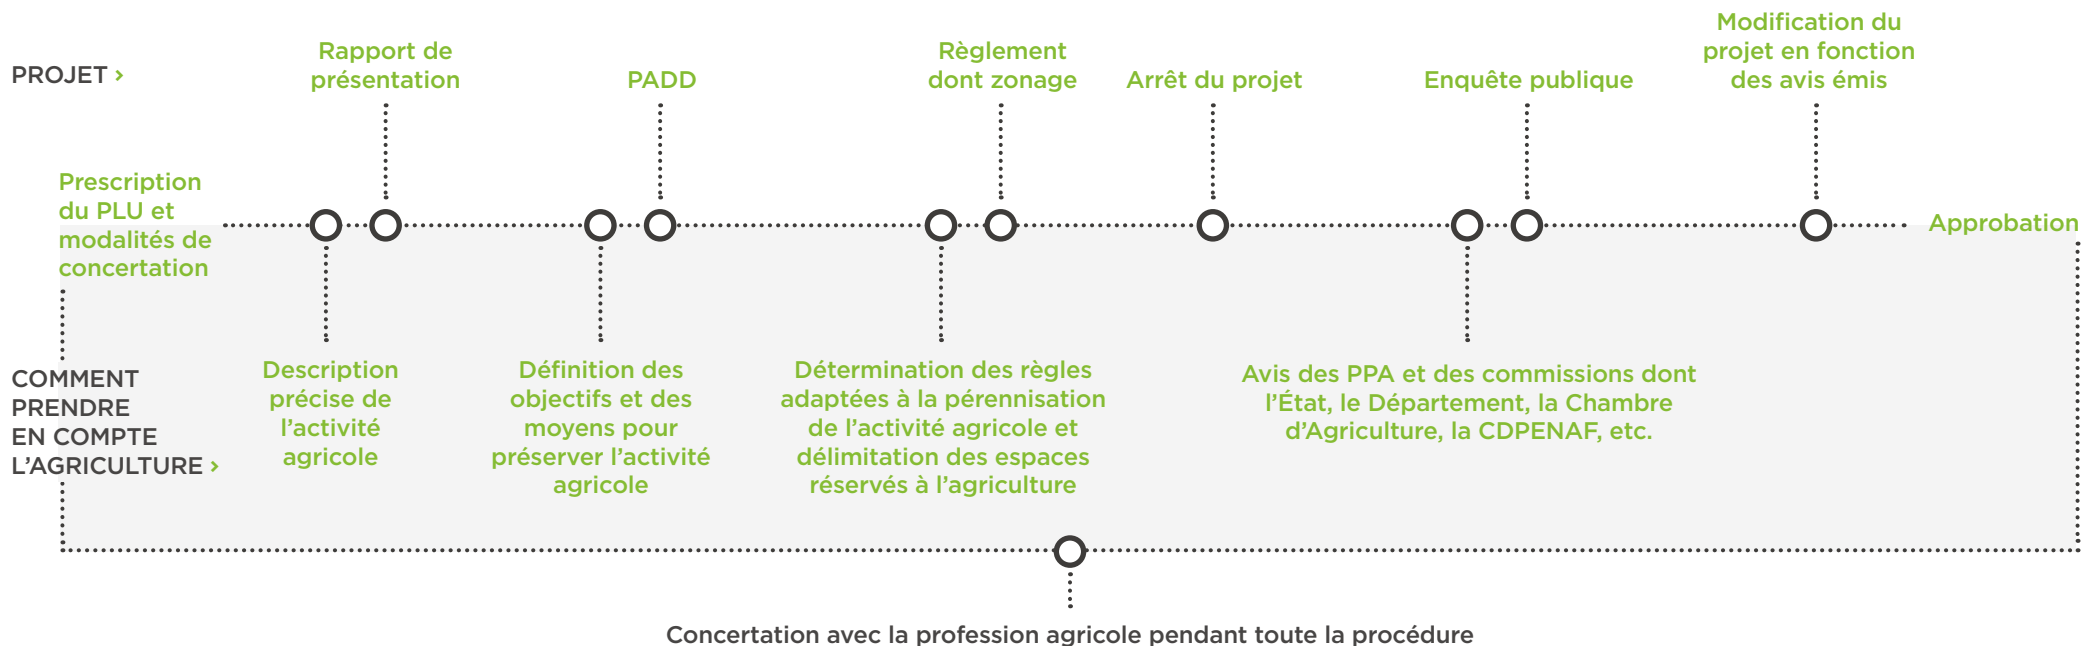 PROJET >
Rapport de
présentation
PADD
Règlement
dont zonage
Arrêt du projet
Enquête publique
Modification du
projet en fonction
des avis émis
Prescription
du PLU et
modalités de
concertation
Approbation
COMMENT
PRENDRE
EN COMPTE
L’AGRICULTURE >
Description
précise de
l’activité
agricole
Définition des
objectifs et des
moyens pour
préserver l’activité
agricole
Détermination des règles
adaptées à la pérennisation
de l’activité agricole et
délimitation des espaces
réservés à l’agriculture
Avis des PPA et des commissions dont
l’État, le Département, la Chambre
d’Agriculture, la CDPENAF, etc.
Concertation avec la profession agricole pendant toute la procédure